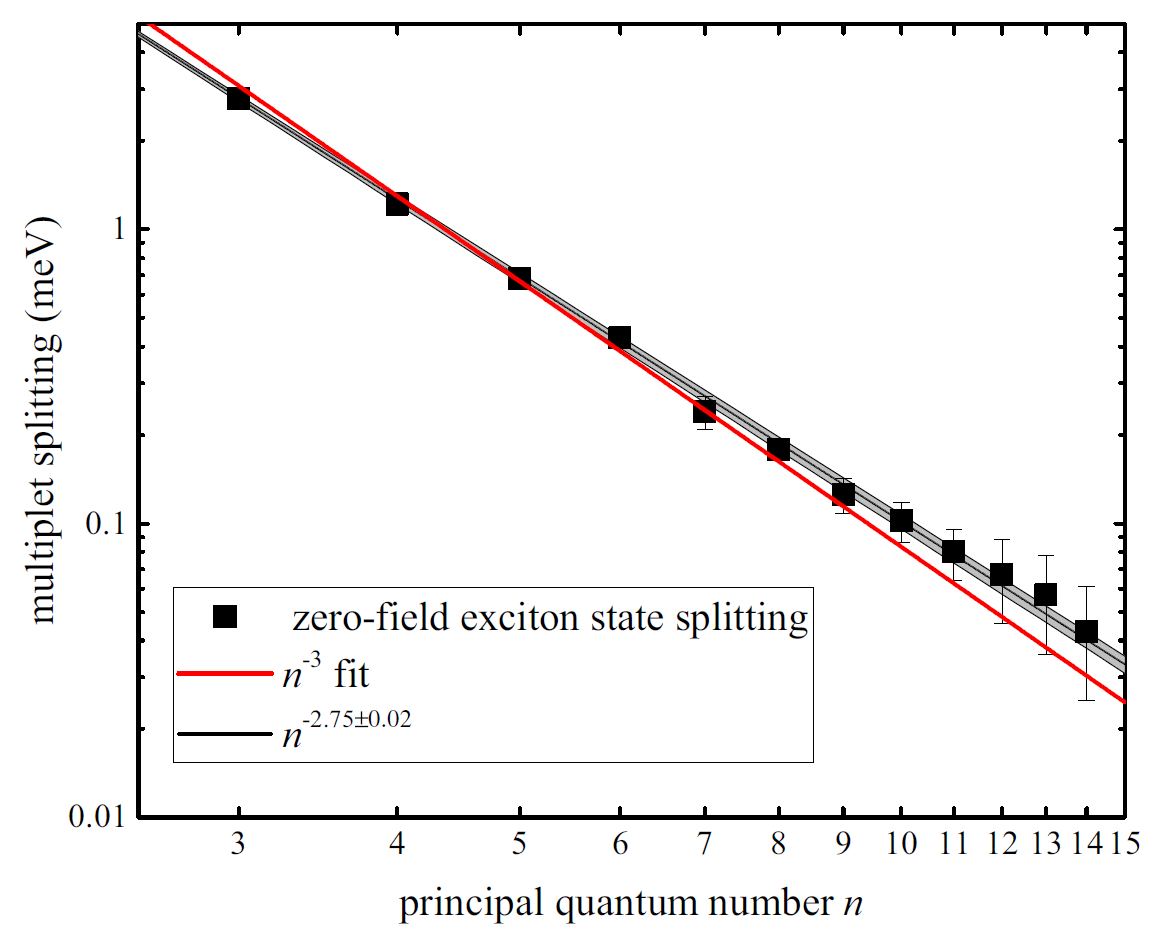 1
0.1
0.01
multiplet splitting (meV)
zero-field exciton state splitting
n⁻³ fit
n⁻²·⁷⁵±⁰·⁰²
3 4 5 6 7 8 9 10 11 12 13 14 15
principal quantum number n